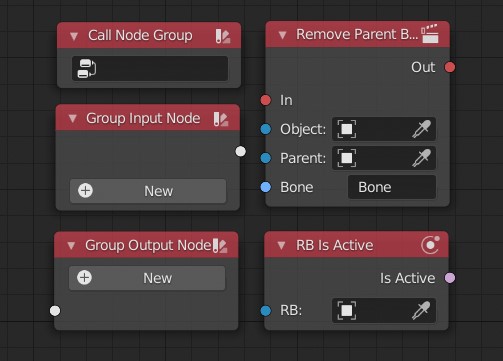 Call Node Group
Group Input Node
New
Group Output Node
New
Remove Parent B...
Out
In
Object:
Parent:
Bone Bone
RB Is Active
Is Active
RB: